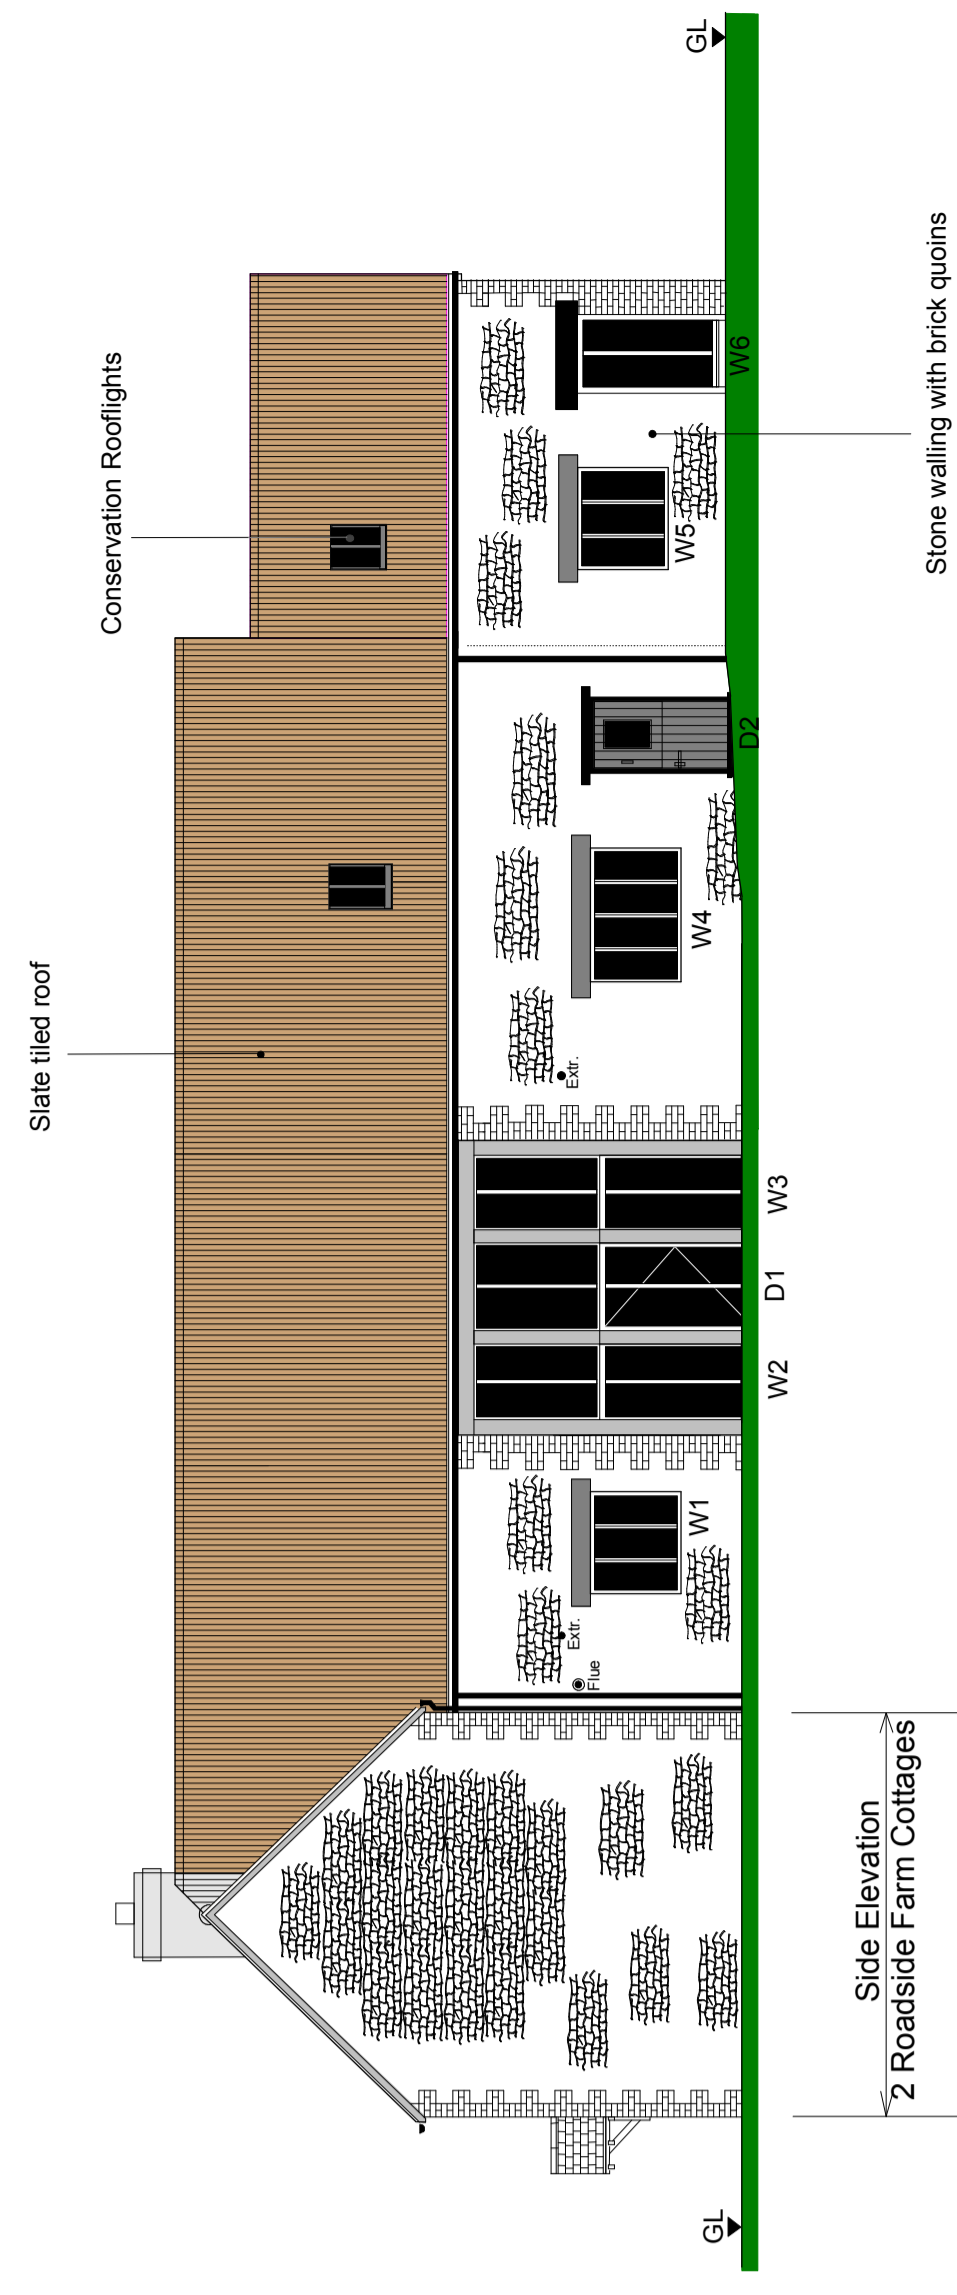 Slate tiled roof
Conservation Rooflights
GL
Flue
Extr.
W1
W2
D1
W3
Extr.
W4
D2
W5
W6
GL
Side Elevation
2 Roadside Farm Cottages
Stone walling with brick quoins